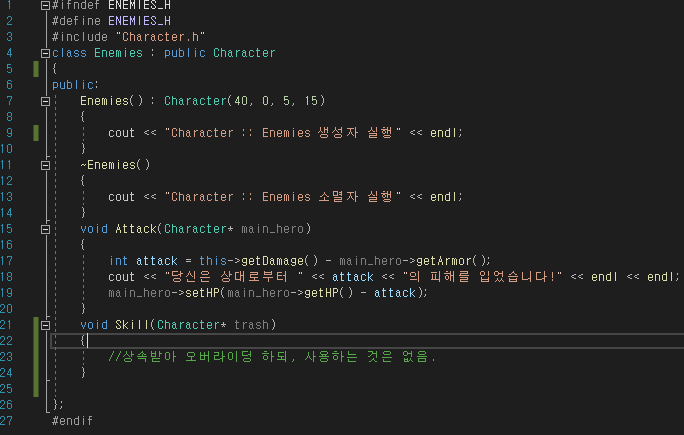 1 #ifndef ENEMIES_H
2 #define ENEMIES_H
3 #include "Character.h"
4 class Enemies : public Character
5 {
6 public:
7 Enemies() : Character(40, 0, 5, 15)
8 {
9 cout << "Character :: Enemies 생성자 실행" << endl;
10 }
11 ~Enemies()
12 {
13 cout << "Character :: Enemies 소멸자 실행" << endl;
14 }
15 void Attack(Character* main_hero)
16 {
17 int attack = this->getDamage() - main_hero->getArmor();
18 cout << "당신은 상대로부터 " << attack << "의 피해를 입었습니다!" << endl << endl;
19 main_hero->setHP(main_hero->getHP() - attack);
20 }
21 void Skill(Character* trash)
22 {
23 //상속받아 오버라이딩 하되, 사용하는 것은 없음.
24 }
25
26 };
27 #endif